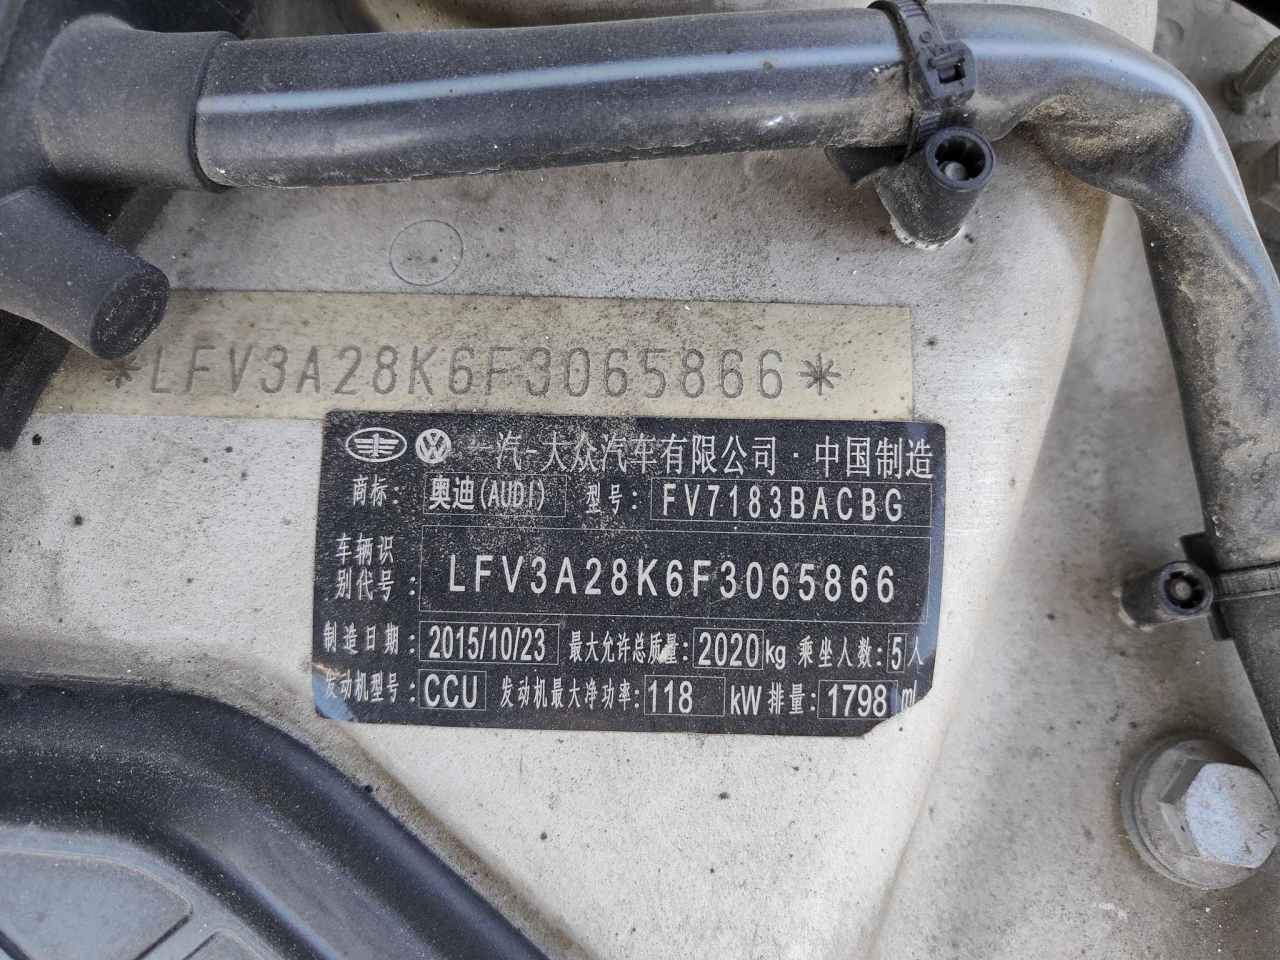 *LFV3A28K6F3065866*
一汽-大众汽车有限公司·中国制造
商标: 奥迪(AUDI) 型号: FV7183BACBG
车辆识别代号: LFV3A28K6F3065866
制造日期: 2015/10/23 最大允许总质量: 2020kg 乘坐人数: 5人
发动机型号: CCU 发动机最大净功率: 118 kW 排量: 1798 ml